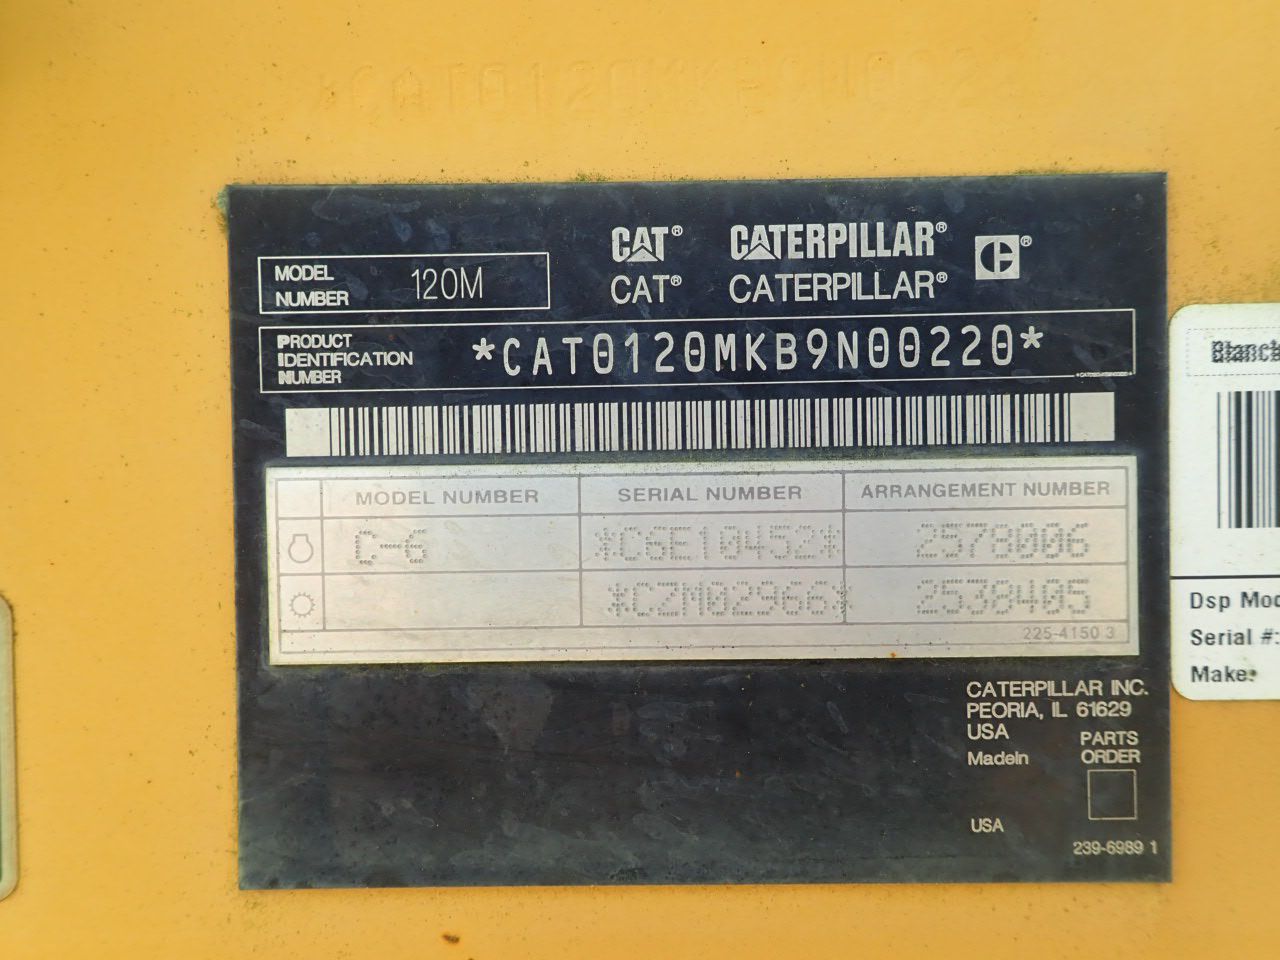 MODEL NUMBER 120M
CAT® CATERPILLAR® C®
CAT® CATERPILLAR®
PRODUCT IDENTIFICATION NUMBER *CAT0120MKB9N00220*
MODEL NUMBER SERIAL NUMBER ARRANGEMENT NUMBER
C-6 *C6E10452* 2578006
*CZM02966* 2538405
225-4150 3
CATERPILLAR INC.
PEORIA, IL 61629
USA
MadeIn
PARTS
ORDER
USA
239-6989 1
Dsp Mod
Serial #:
Make: